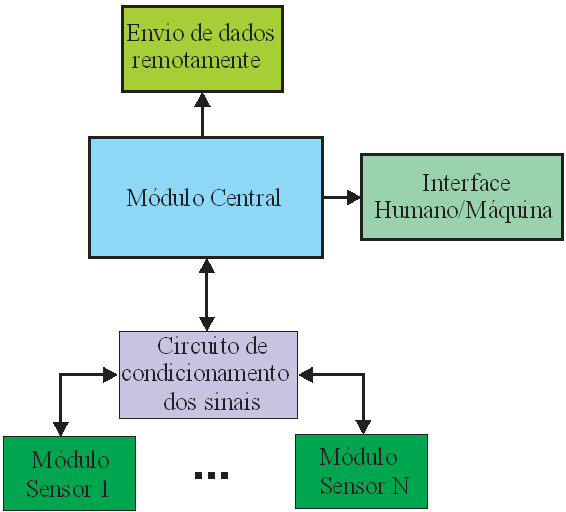 Envio de dados
remotamente
Módulo Central
Interface
Humano/Máquina
Circuito de
condicionamento
dos sinais
Módulo
Sensor 1
...
Módulo
Sensor N